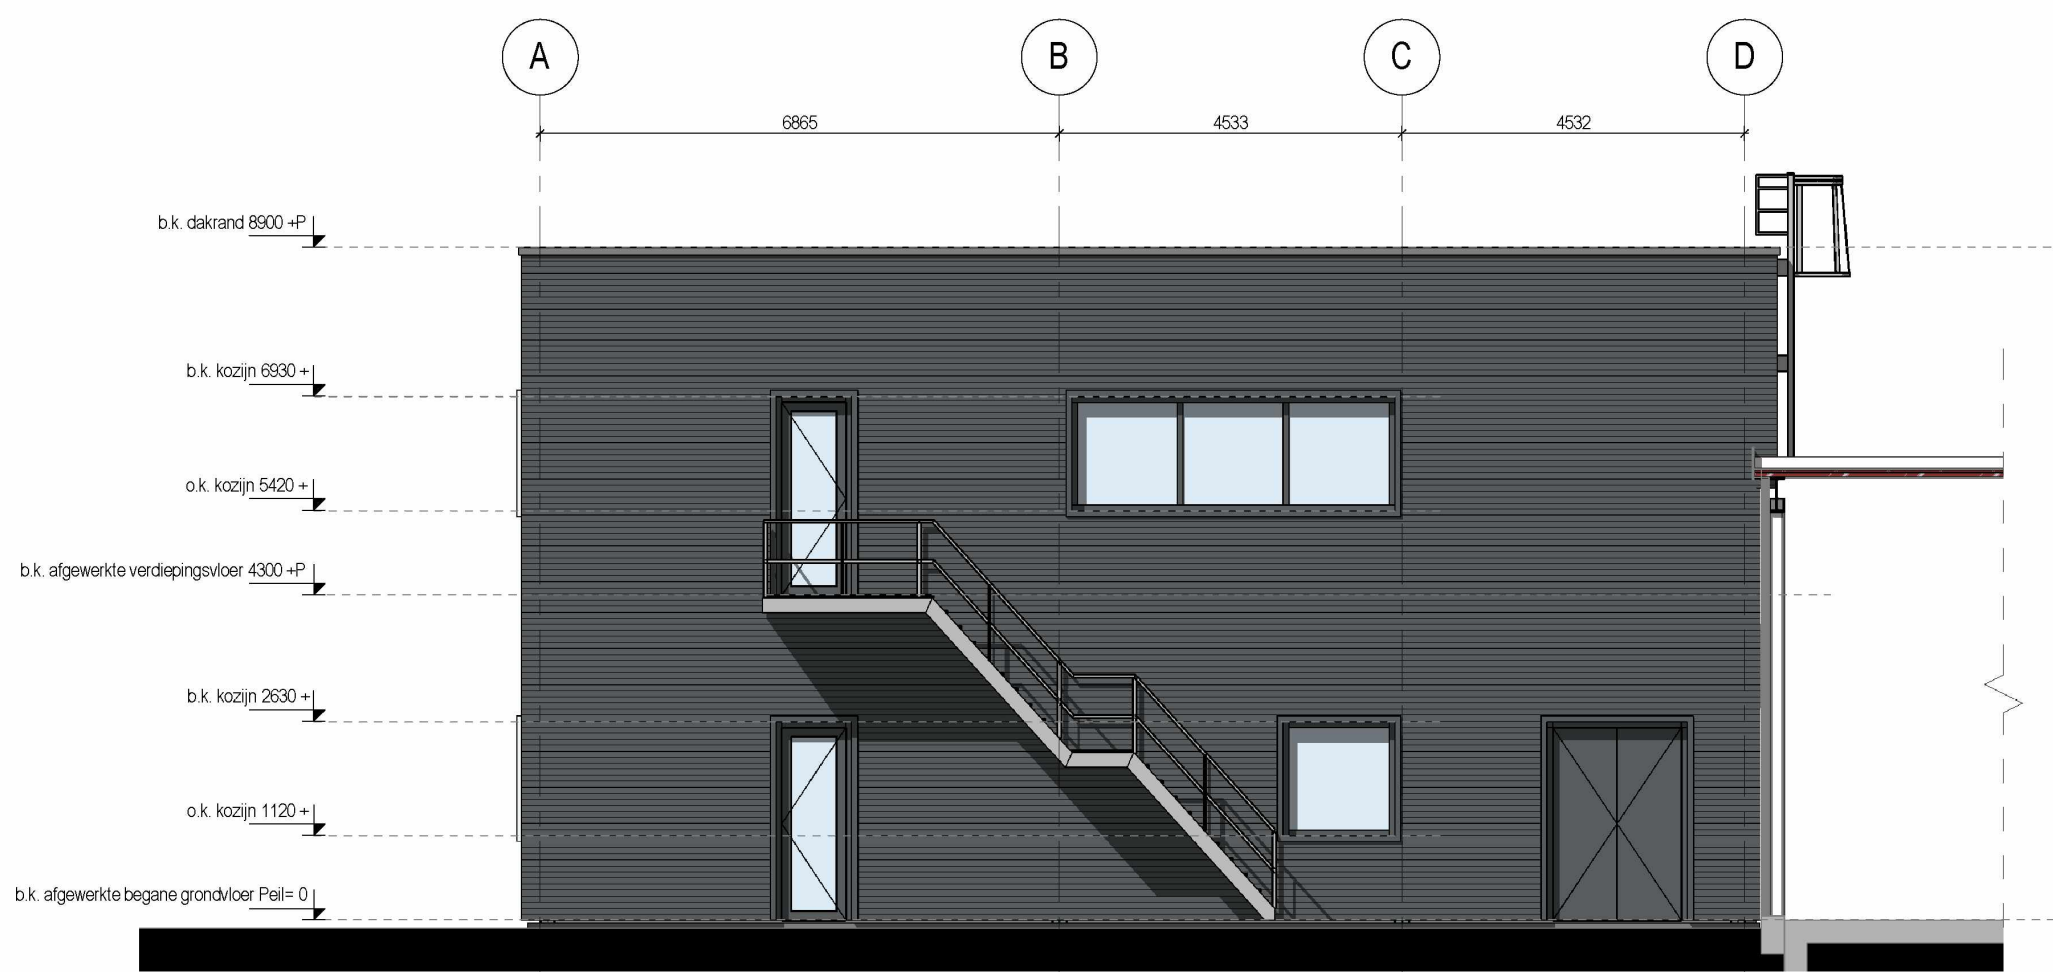 A
B
C
D
6865
4533
4532
b.k. dakrand 8900 +P
b.k. kozijn 6930 +
o.k. kozijn 5420 +
b.k. afgewerkte verdiepingsvloer 4300 +P
b.k. kozijn 2630 +
o.k. kozijn 1120 +
b.k. afgewerkte begane grondvloer Peil= 0